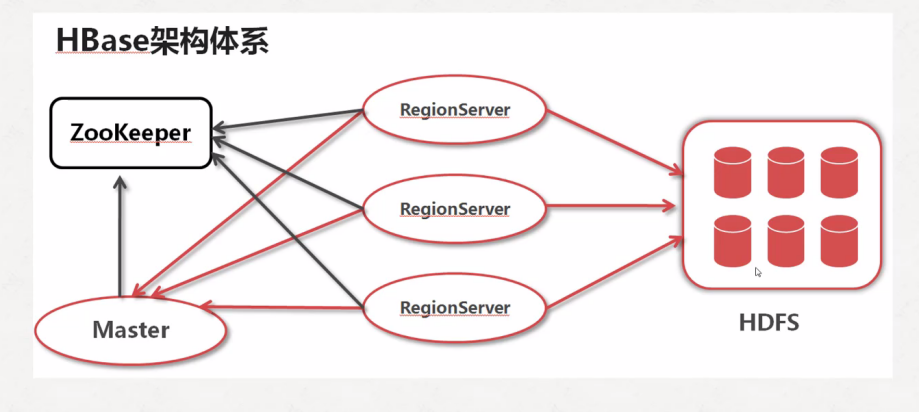 HBase架构体系
ZooKeeper
RegionServer
RegionServer
RegionServer
Master
HDFS